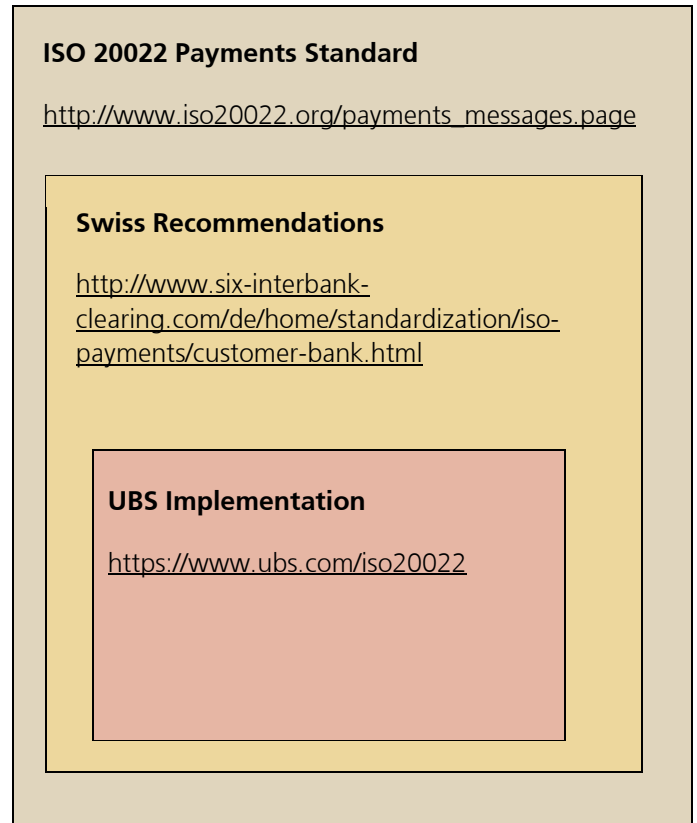 ISO 20022 Payments Standard
http://www.iso20022.org/payments_messages.page
Swiss Recommendations
http://www.six-interbank-
clearing.com/de/home/standardization/iso-
payments/customer-bank.html
UBS Implementation
https://www.ubs.com/iso20022